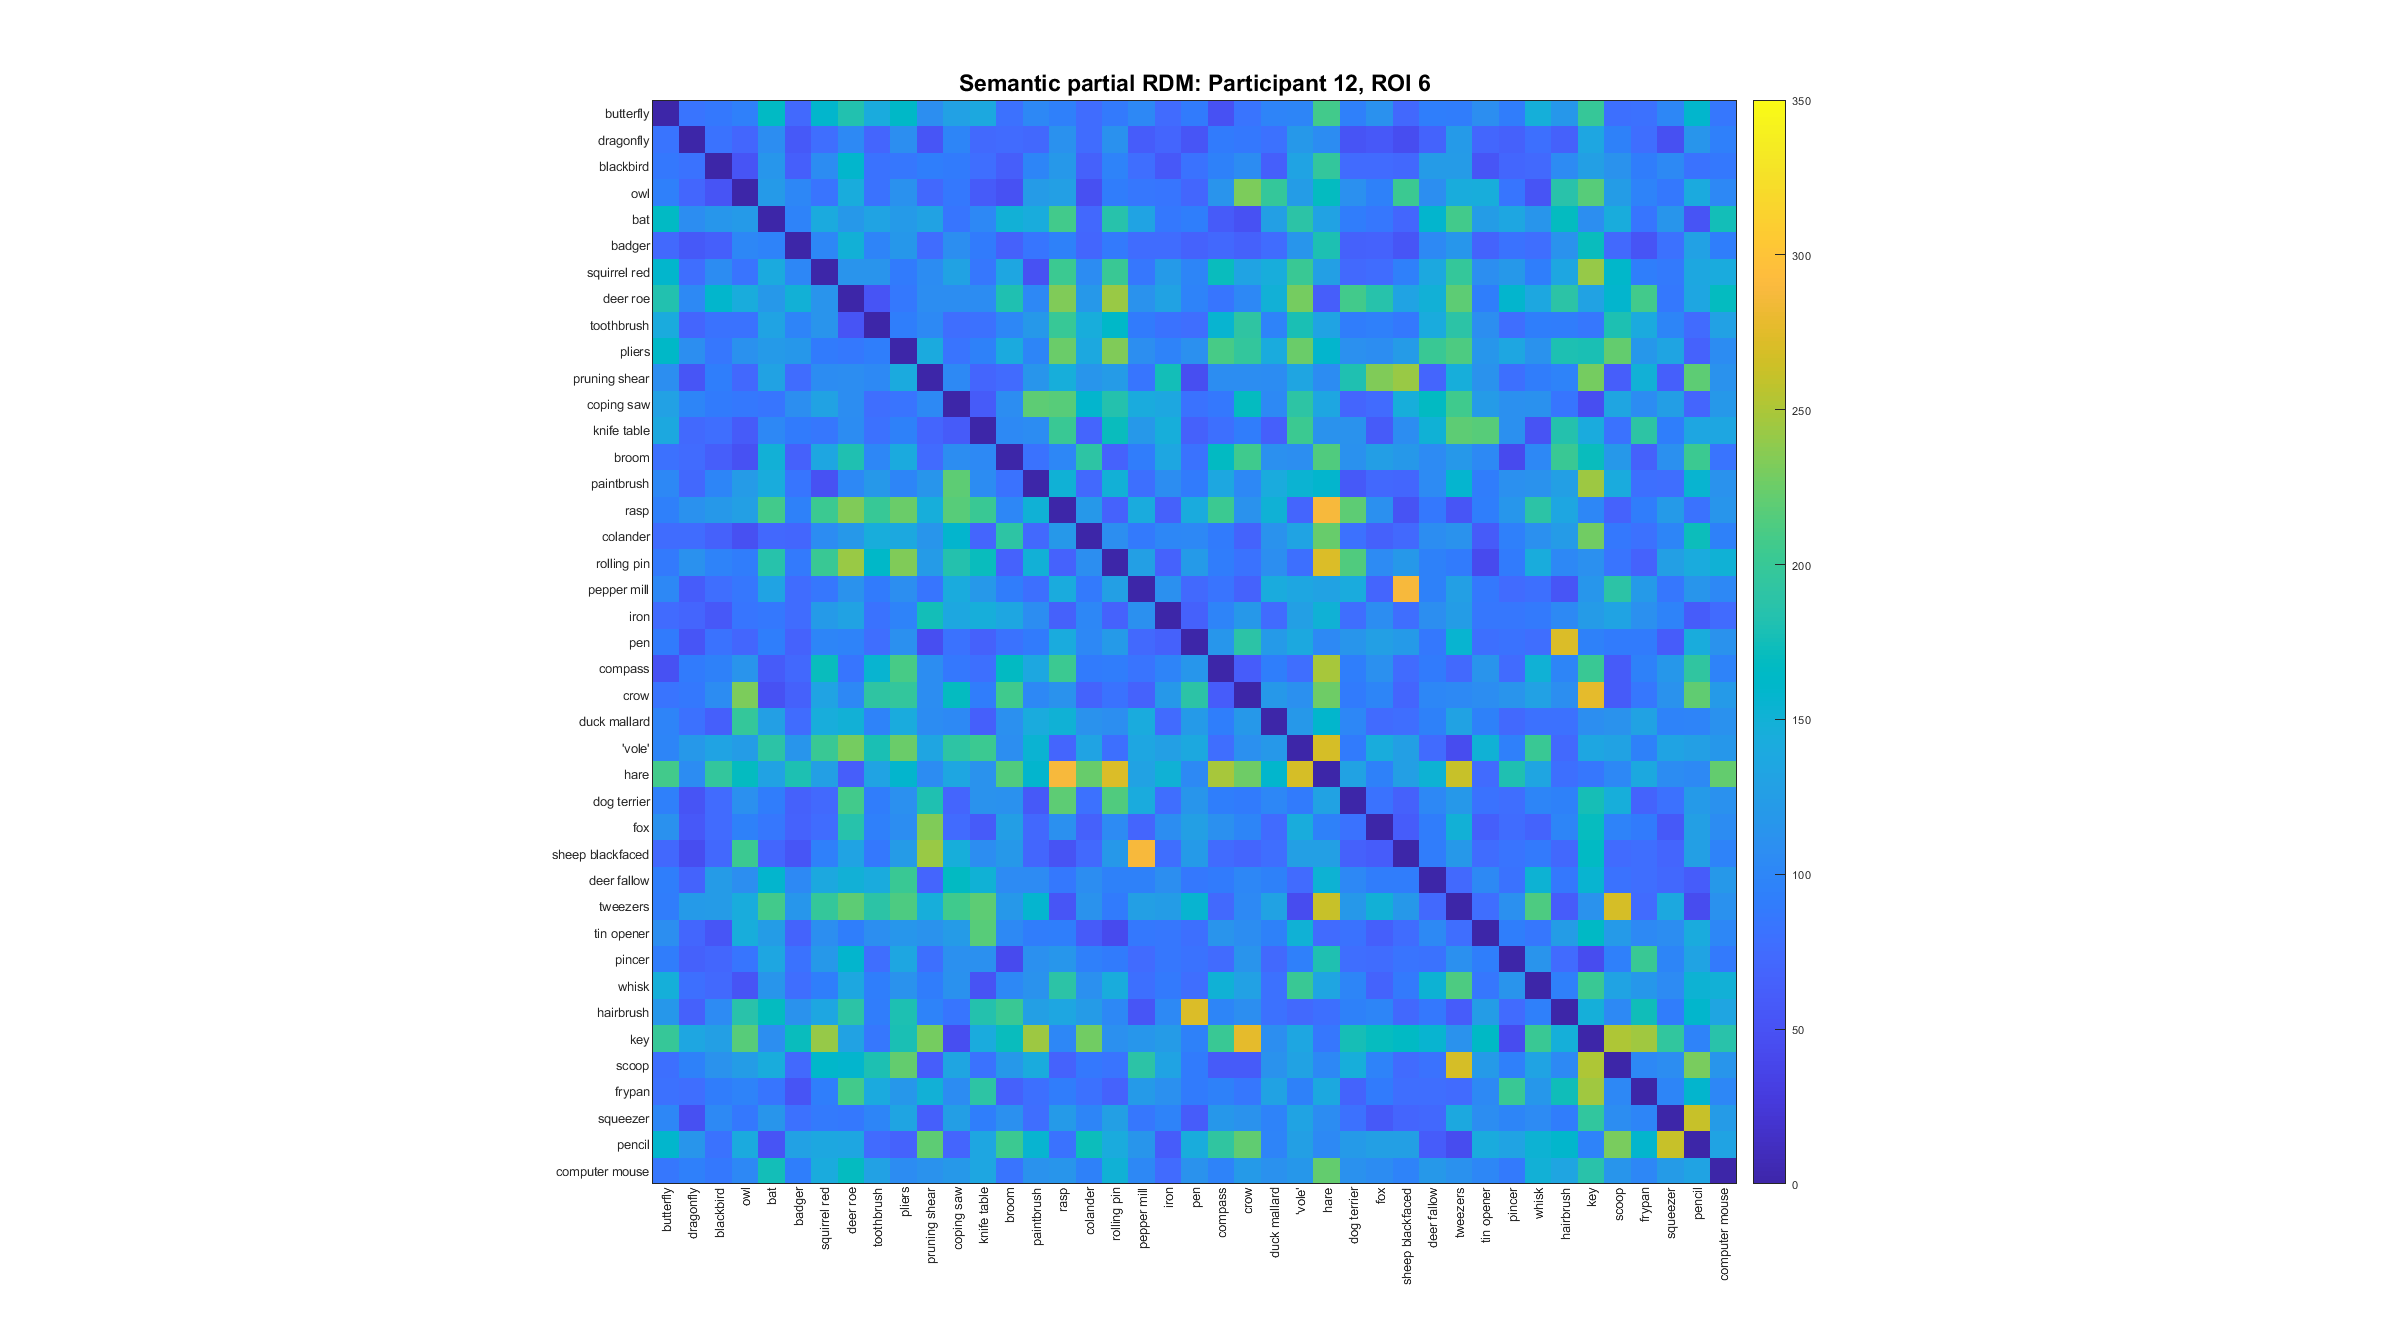 Semantic partial RDM: Participant 12, ROI 6
butterfly
dragonfly
blackbird
owl
bat
badger
squirrel red
deer roe
toothbrush
pliers
pruning shear
coping saw
knife table
broom
paintbrush
rasp
colander
rolling pin
pepper mill
iron
pen
compass
crow
duck mallard
'vole'
hare
dog terrier
fox
sheep blackfaced
deer fallow
tweezers
tin opener
pincer
whisk
hairbrush
key
scoop
frypan
squeezer
pencil
computer mouse
butterfly
dragonfly
blackbird
owl
bat
badger
squirrel red
deer roe
toothbrush
pliers
pruning shear
coping saw
knife table
broom
paintbrush
rasp
colander
rolling pin
pepper mill
iron
pen
compass
crow
duck mallard
'vole'
hare
dog terrier
fox
sheep blackfaced
deer fallow
tweezers
tin opener
pincer
whisk
hairbrush
key
scoop
frypan
squeezer
pencil
computer mouse
350
300
250
200
150
100
50
0